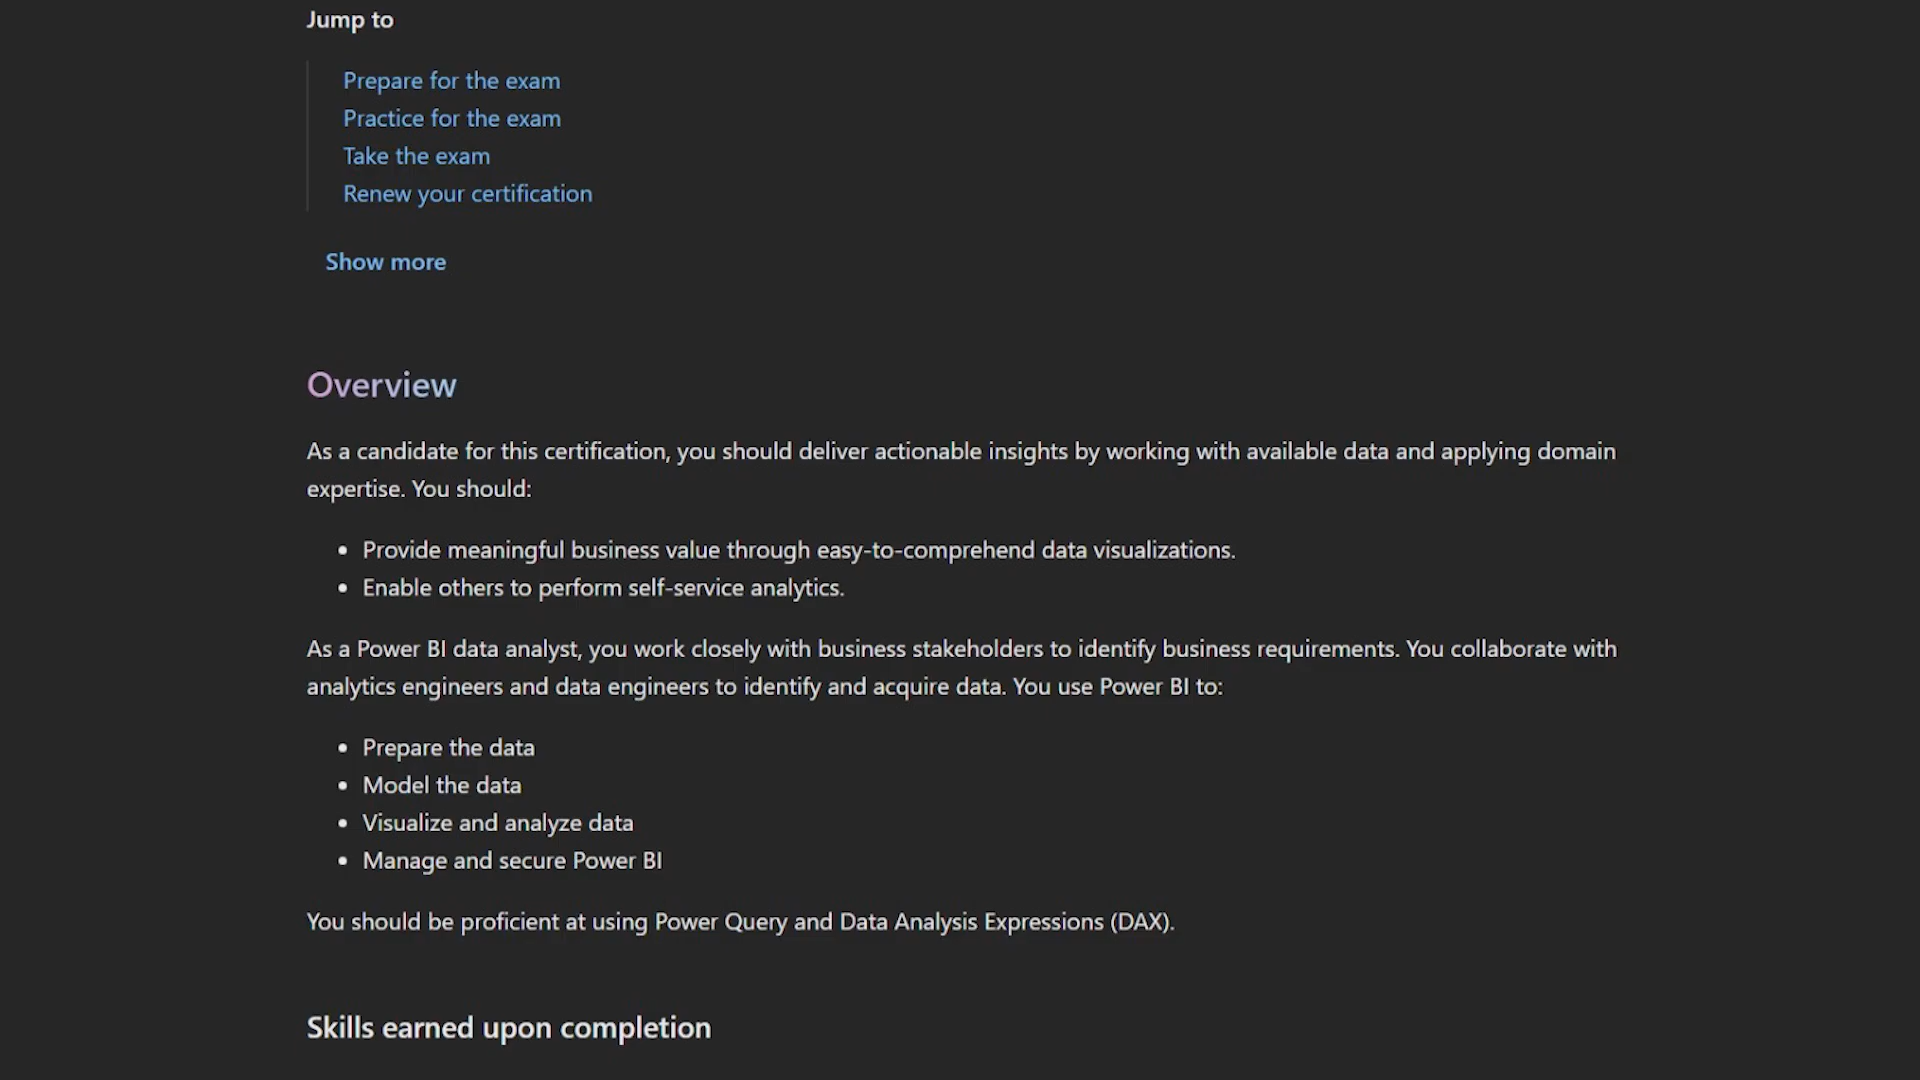 Jump to
Prepare for the exam
Practice for the exam
Take the exam
Renew your certification
Show more
Overview
As a candidate for this certification, you should deliver actionable insights by working with available data and applying domain
expertise. You should:
• Provide meaningful business value through easy-to-comprehend data visualizations.
• Enable others to perform self-service analytics.
As a Power BI data analyst, you work closely with business stakeholders to identify business requirements. You collaborate with
analytics engineers and data engineers to identify and acquire data. You use Power BI to:
• Prepare the data
• Model the data
• Visualize and analyze data
• Manage and secure Power BI
You should be proficient at using Power Query and Data Analysis Expressions (DAX).
Skills earned upon completion